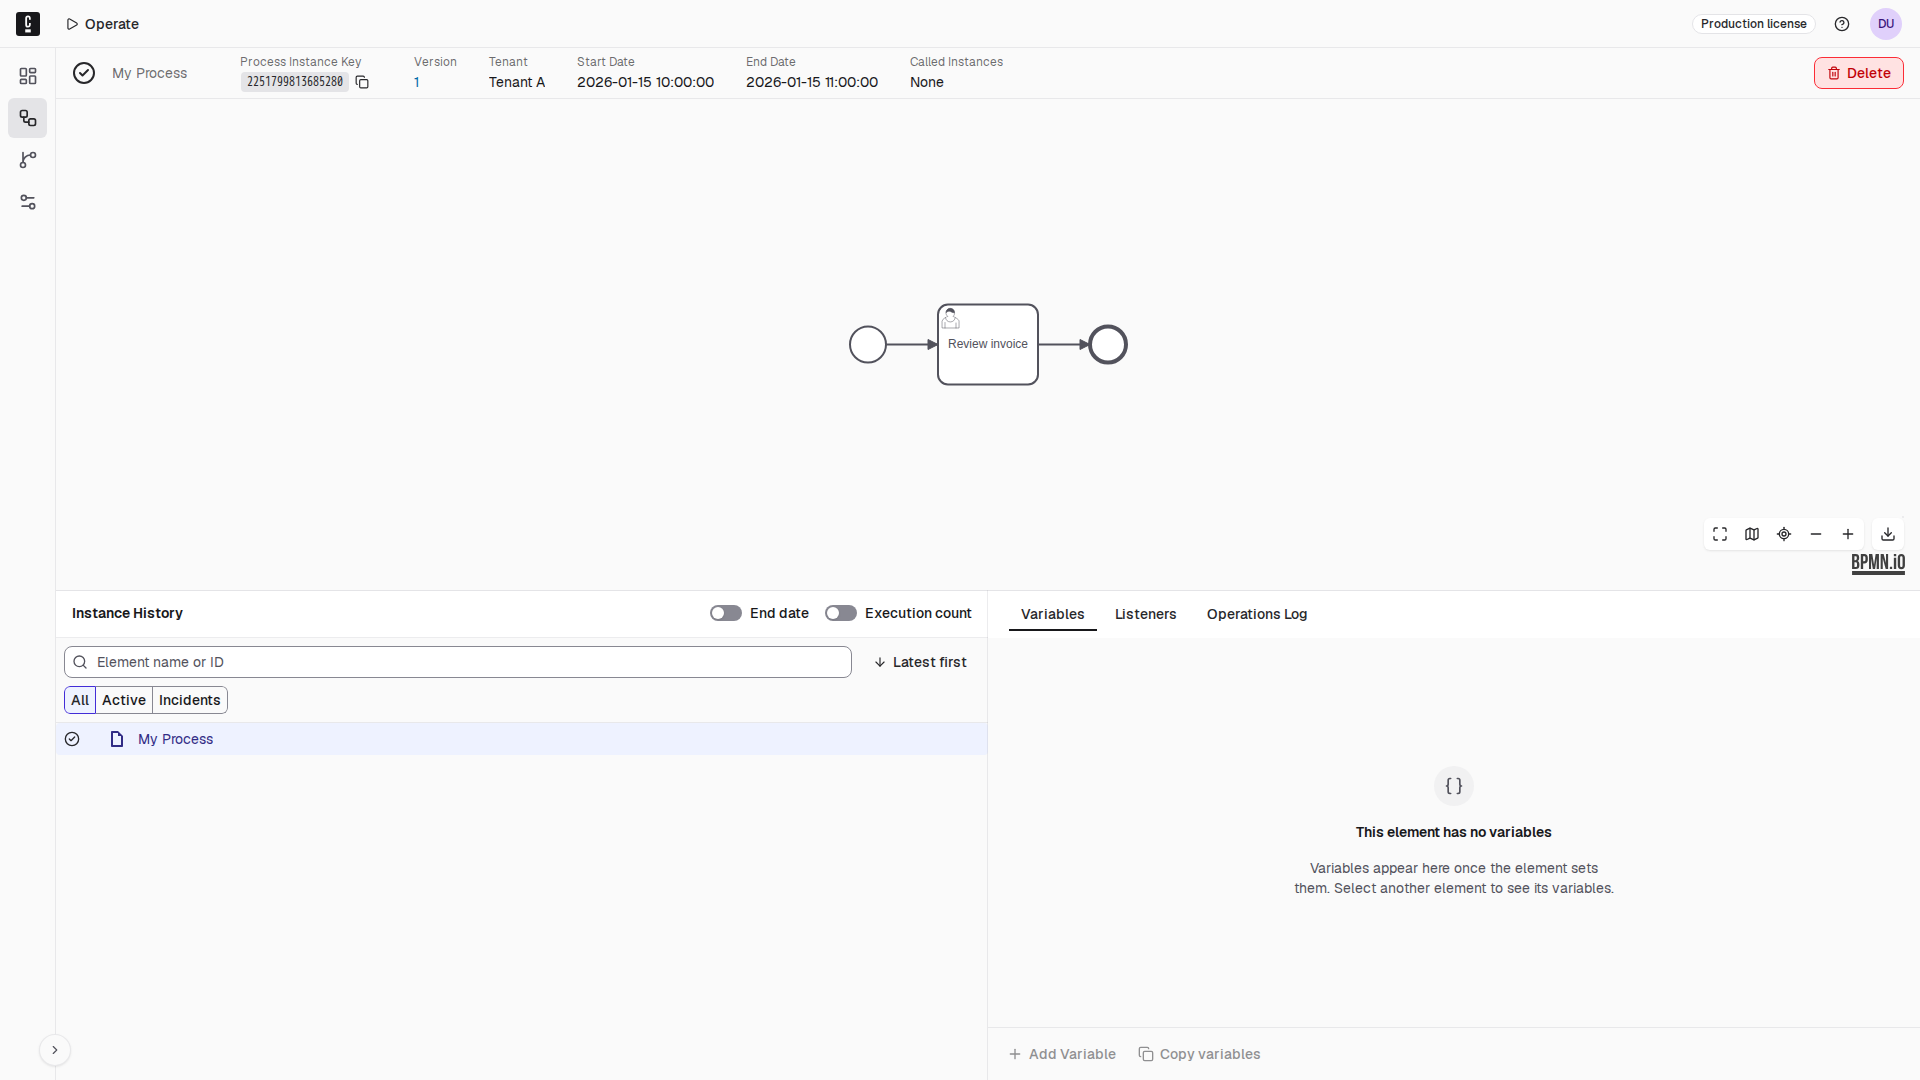 Operate
Production license
DU
My Process
Process Instance Key
2251799813685280
Version
1
Tenant
Tenant A
Start Date
2026-01-15 10:00:00
End Date
2026-01-15 11:00:00
Called Instances
None
Delete
Review invoice
BPMN.iO
Instance History
End date
Execution count
Element name or ID
Latest first
All
Active
Incidents
My Process
Variables
Listeners
Operations Log
{ }
This element has no variables
Variables appear here once the element sets
them. Select another element to see its variables.
Add Variable
Copy variables